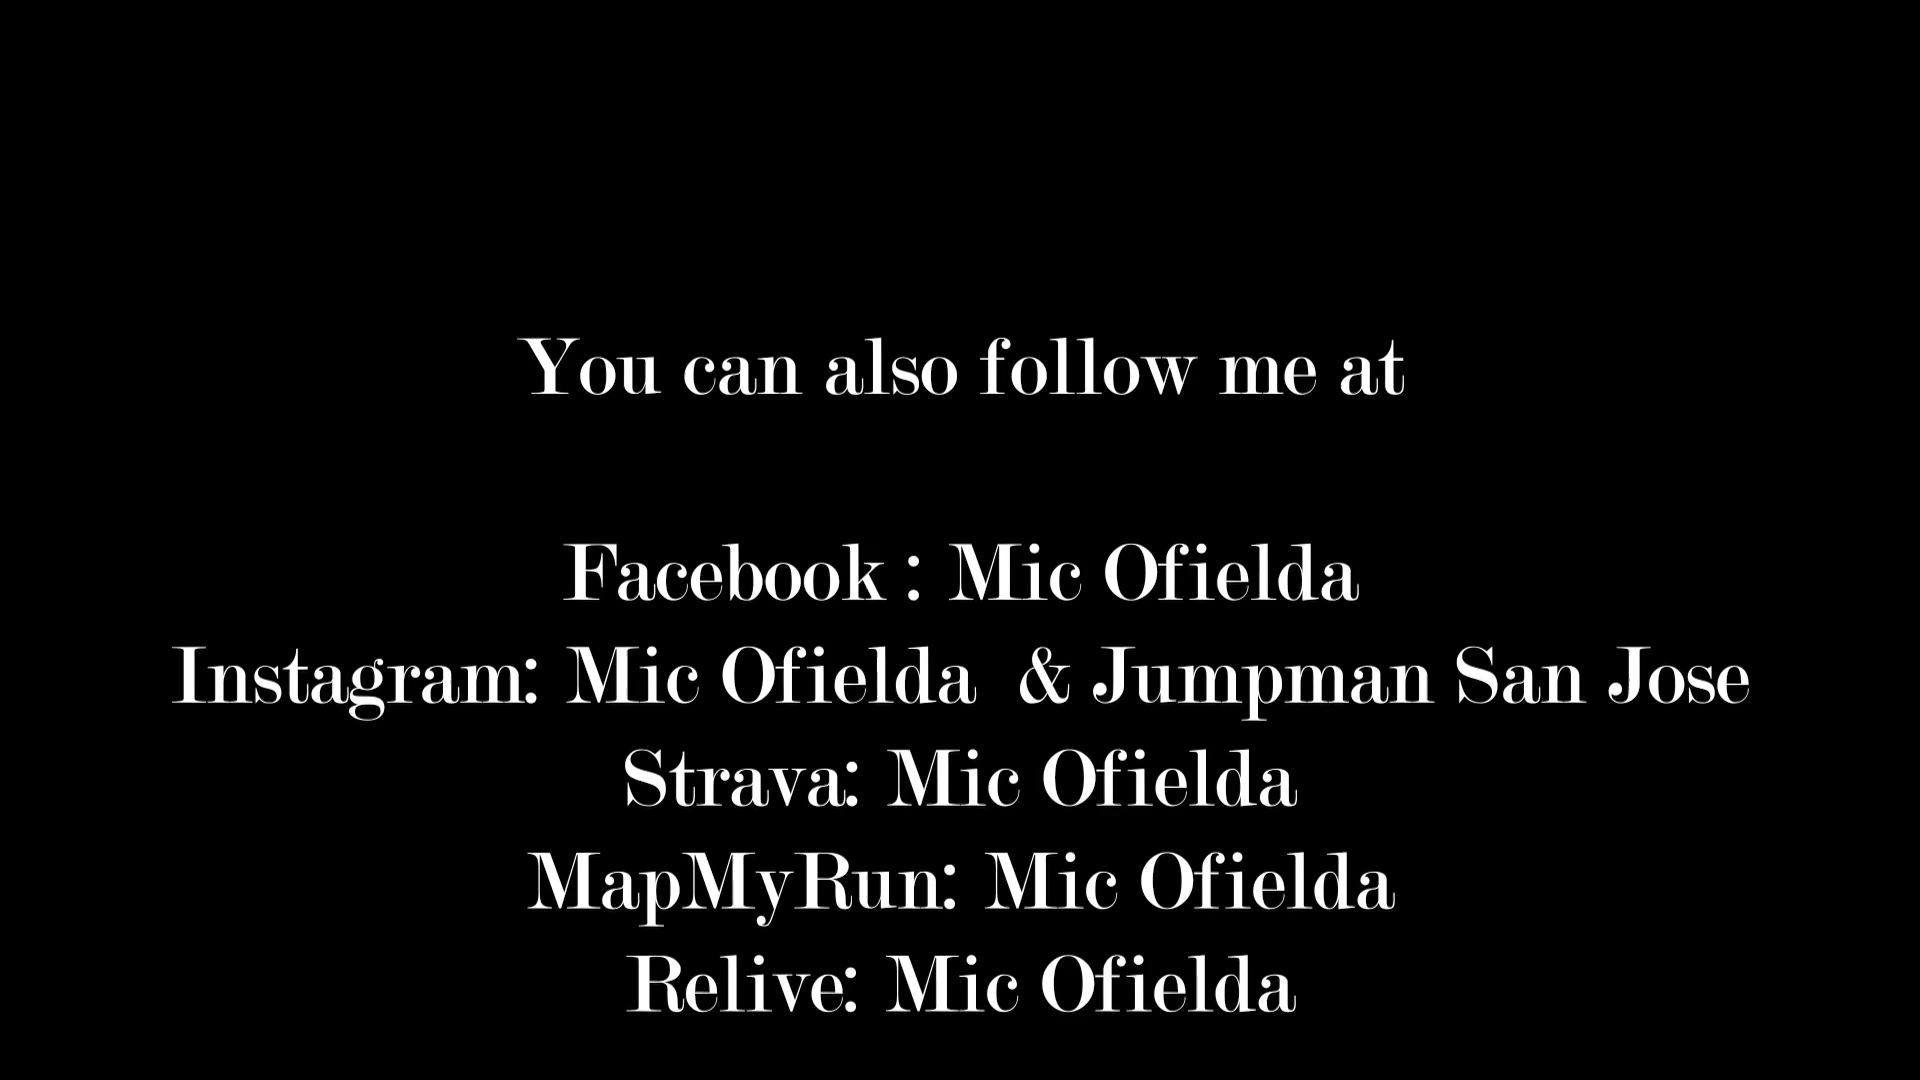 You can also follow me at
Facebook : Mic Ofielda
Instagram: Mic Ofielda & Jumpman San Jose
Strava: Mic Ofielda
MapMyRun: Mic Ofielda
Relive: Mic Ofielda